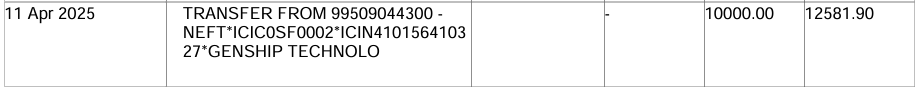 11 Apr 2025 TRANSFER FROM 99509044300 - - 10000.00 12581.90
NEFT*ICIC0SF0002*ICIN4101564103
27*GENSHIP TECHNOLO